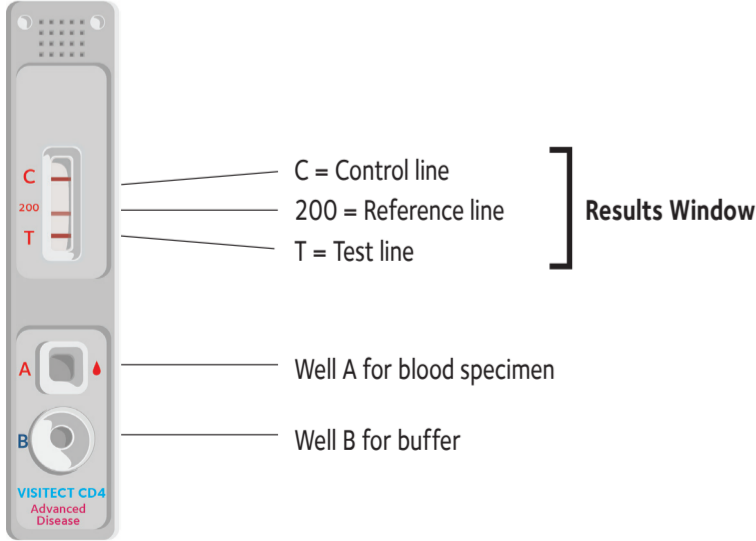 C
200
T
C = Control line
200 = Reference line
T = Test line
Results Window
A
Well A for blood specimen
B
Well B for buffer
VISITECT CD4
Advanced
Disease